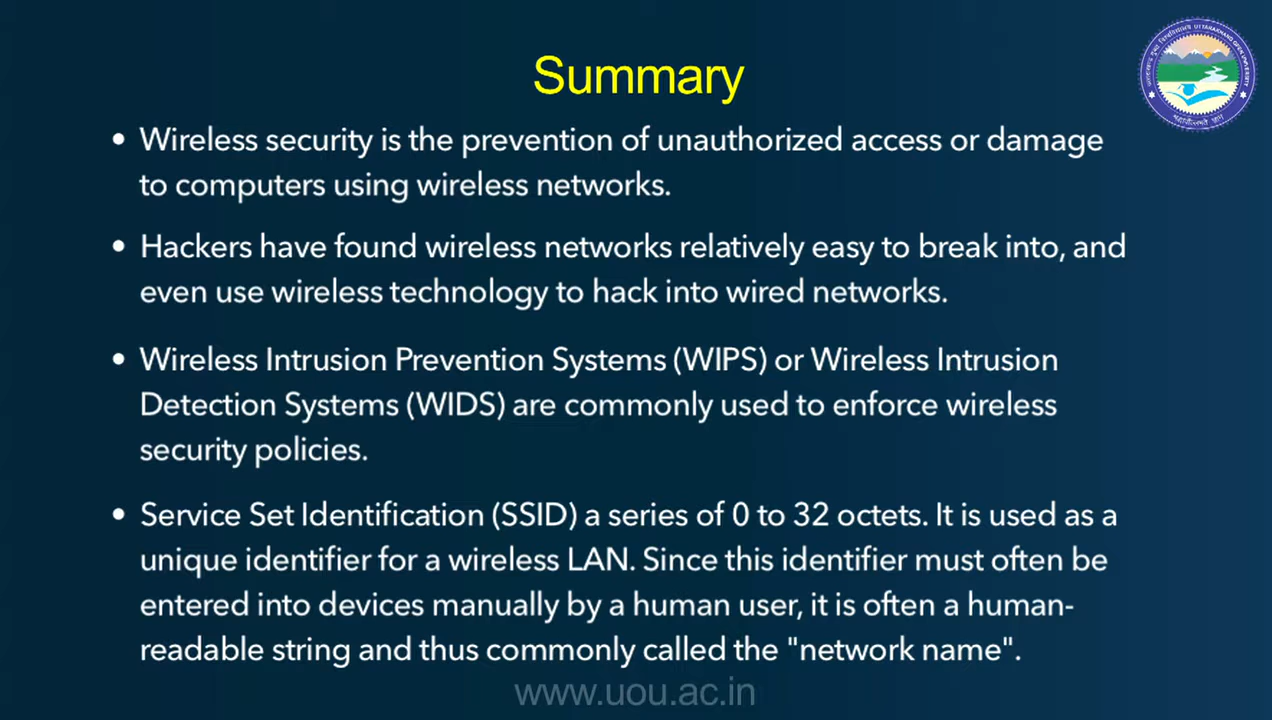 Summary
• Wireless security is the prevention of unauthorized access or damage
to computers using wireless networks.
• Hackers have found wireless networks relatively easy to break into, and
even use wireless technology to hack into wired networks.
• Wireless Intrusion Prevention Systems (WIPS) or Wireless Intrusion
Detection Systems (WIDS) are commonly used to enforce wireless
security policies.
• Service Set Identification (SSID) a series of 0 to 32 octets. It is used as a
unique identifier for a wireless LAN. Since this identifier must often be
entered into devices manually by a human user, it is often a human-
readable string and thus commonly called the "network name".
www.uou.ac.in
UTTARAKHAND OPEN UNIVERSITY